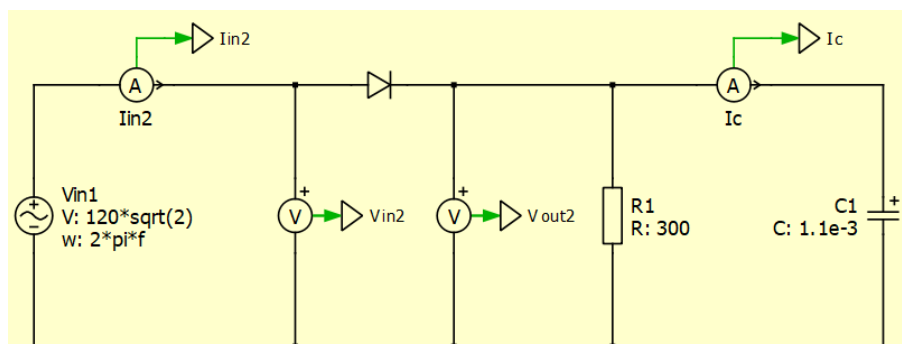 Iin2
Ic
A
A
Iin2
Ic
Vin1
V: 120*sqrt(2)
w: 2*pi*f
+
V
Vin2
+
V
Vout2
R1
R: 300
C1
C: 1.1e-3
+
+
−